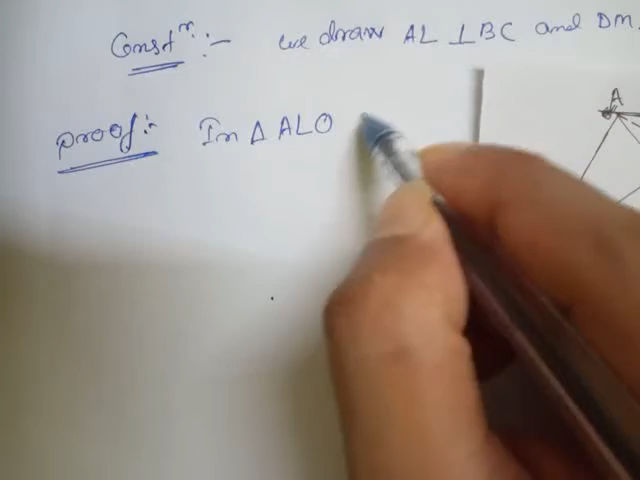 Constⁿ :- we draw AL ⊥ BC and DM
Proof :- In Δ ALO
A